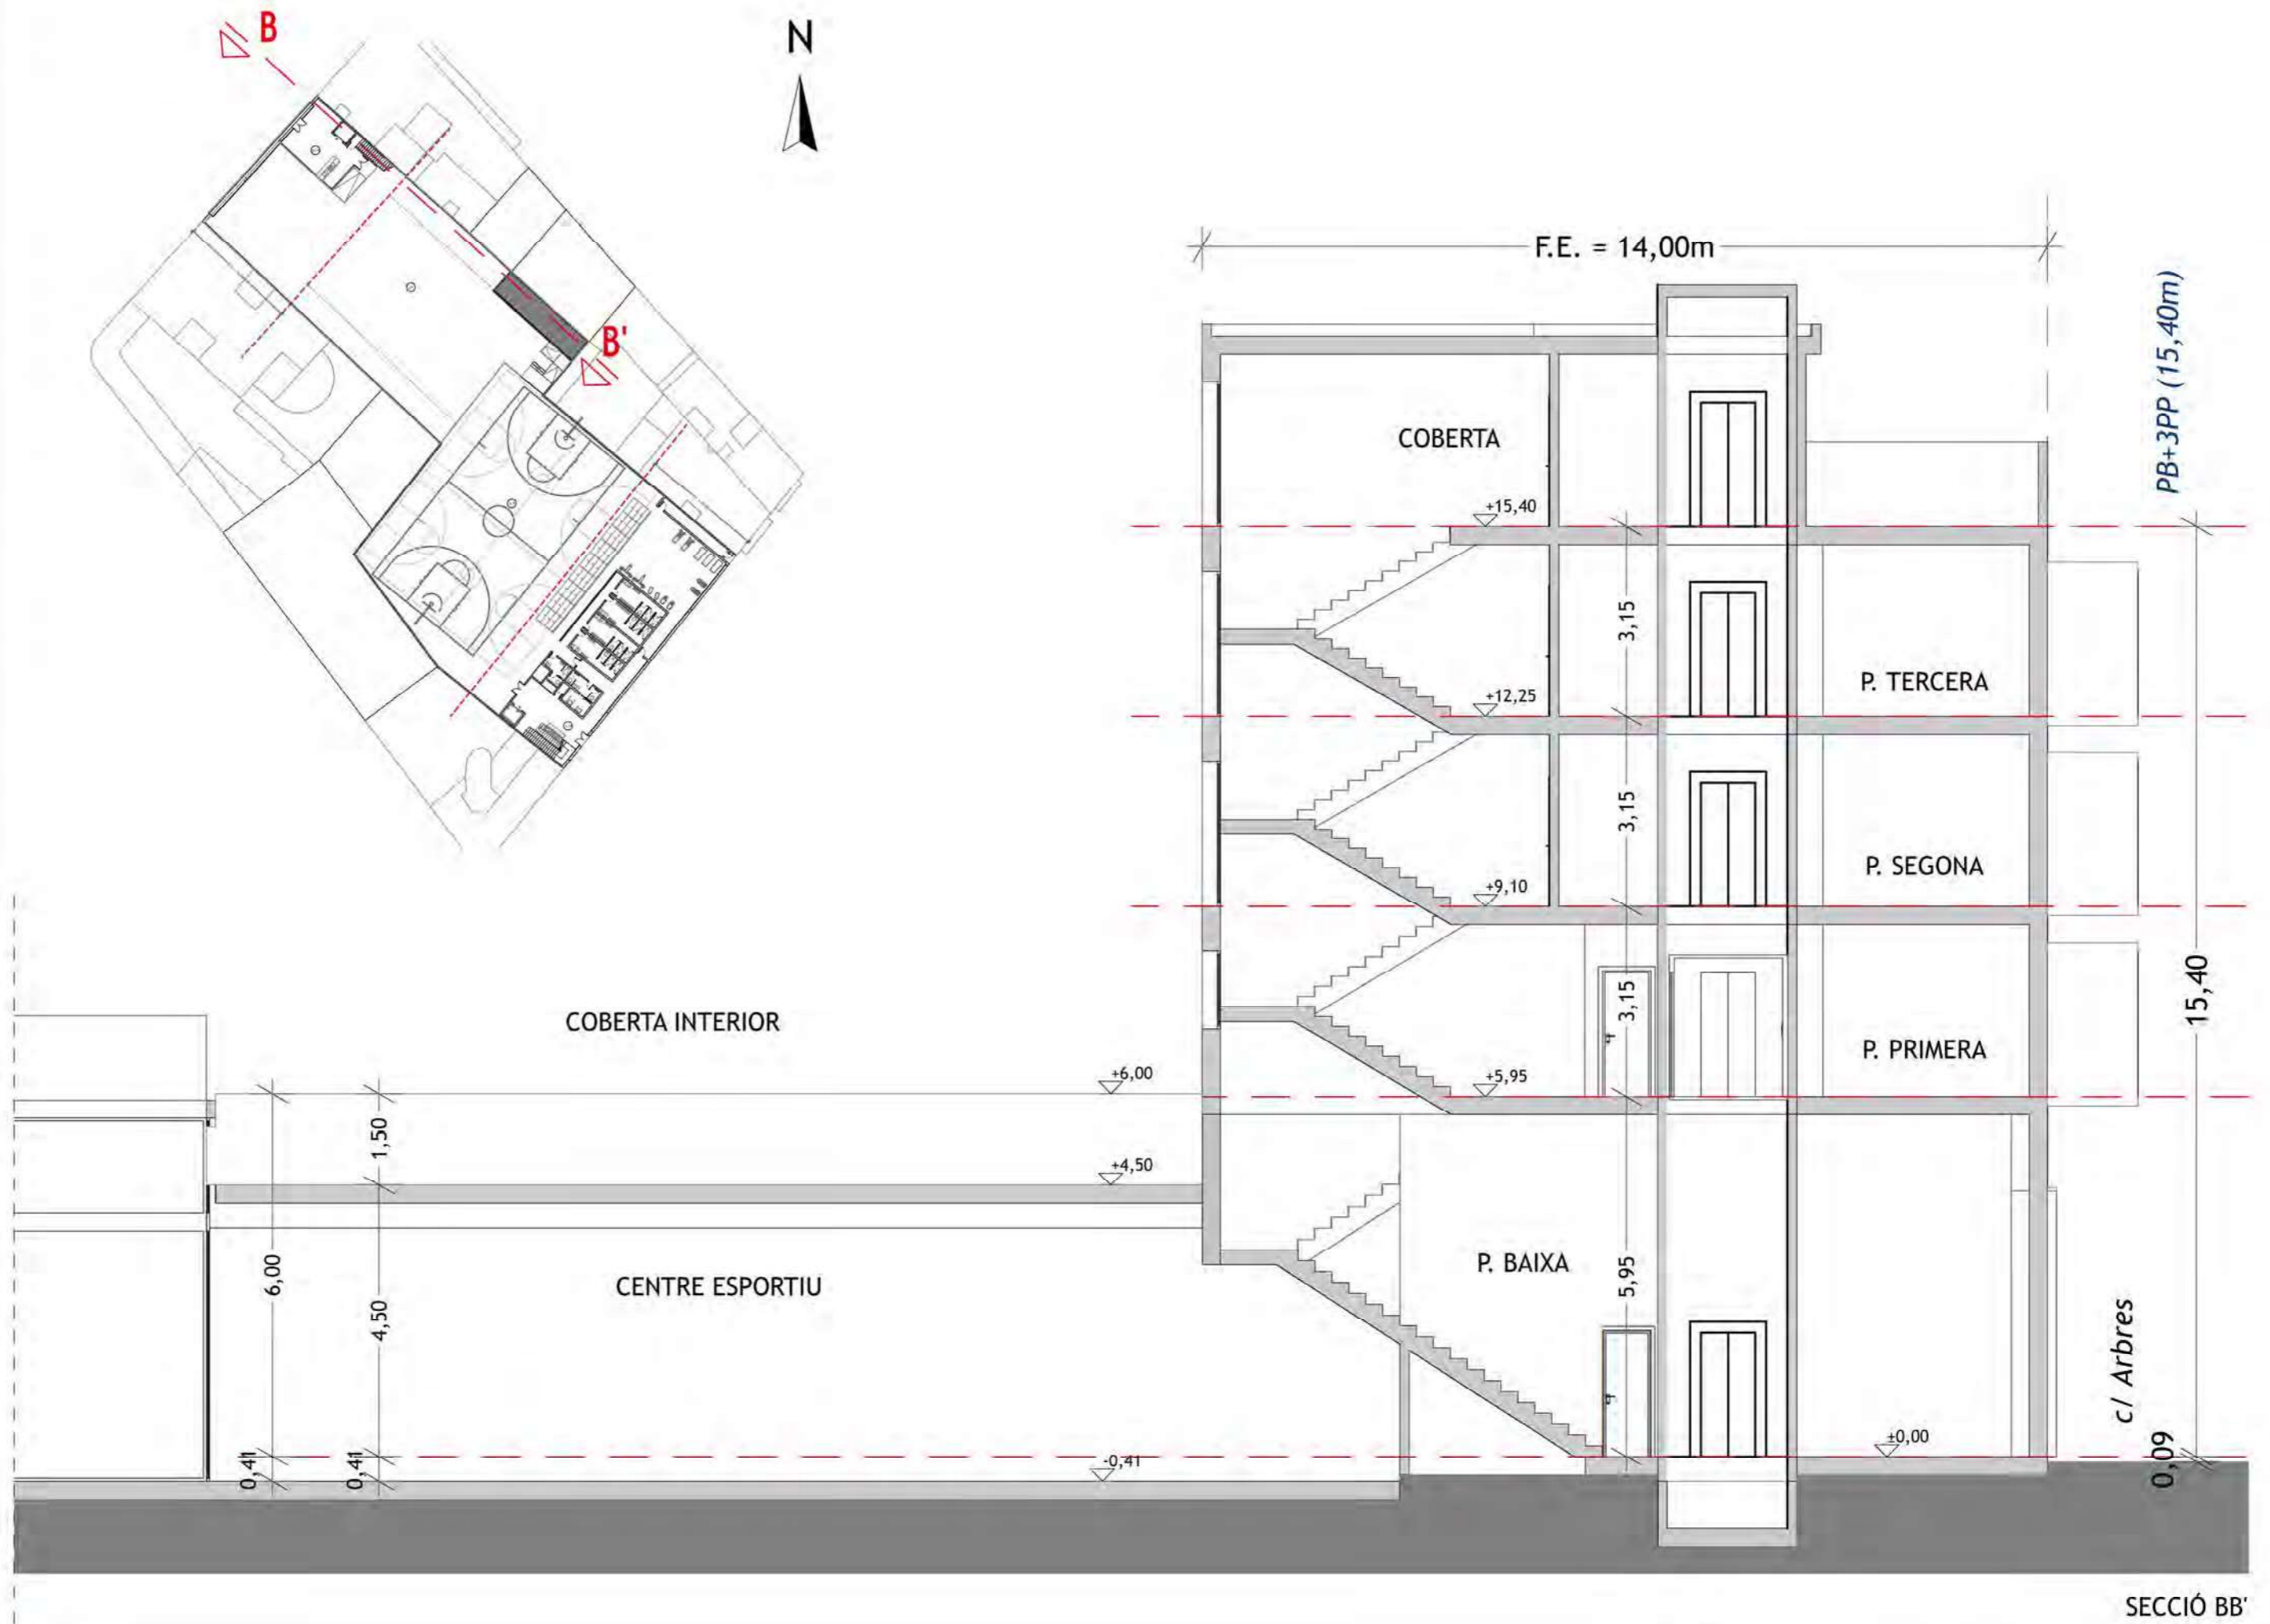 B
N
B'
F.E. = 14,00m
PB+3PP (15,40m)
COBERTA
+15,40
3,15
P. TERCERA
+12,25
3,15
P. SEGONA
+9,10
3,15
P. PRIMERA
+5,95
15,40
COBERTA INTERIOR
+6,00
1,50
+4,50
6,00
4,50
CENTRE ESPORTIU
P. BAIXA
5,95
c/ Arbres
±0,00
0,09
0,41
0,41
-0,41
SECCIÓ BB'